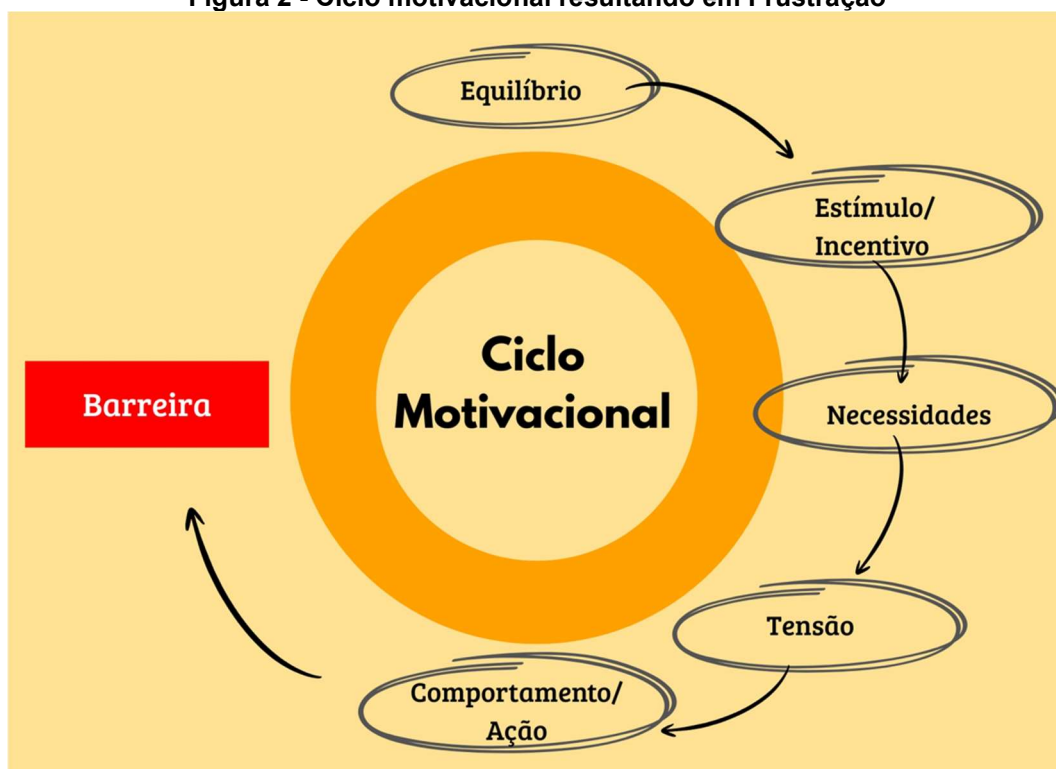 Figura 2 - Ciclo motivacional resultando em Frustração
Equilíbrio
Estímulo/
Incentivo
Necessidades
Tensão
Comportamento/
Ação
Barreira
Ciclo
Motivacional